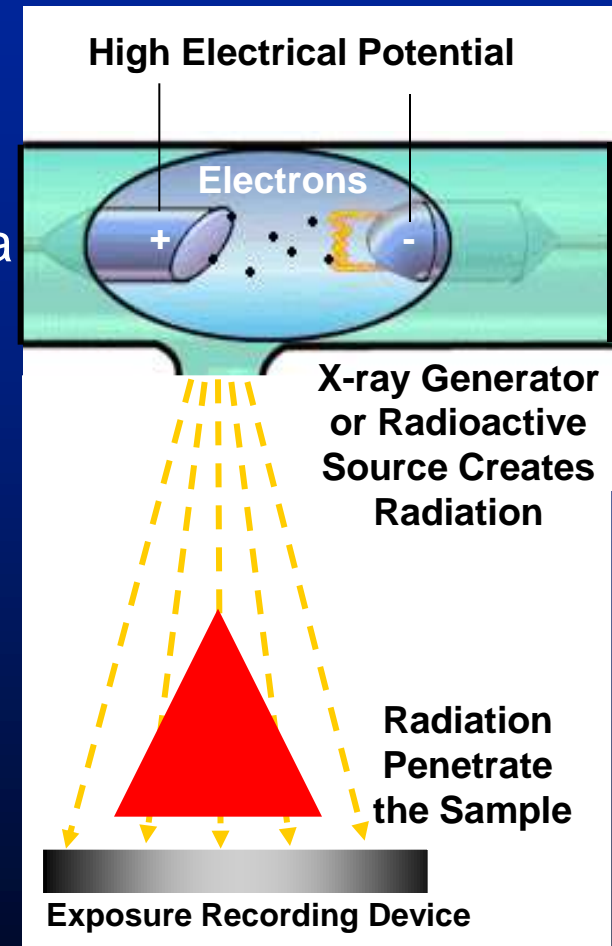 High Electrical Potential
Electrons
+
-
a
X-ray Generator
or Radioactive
Source Creates
Radiation
Radiation
Penetrate
the Sample
Exposure Recording Device